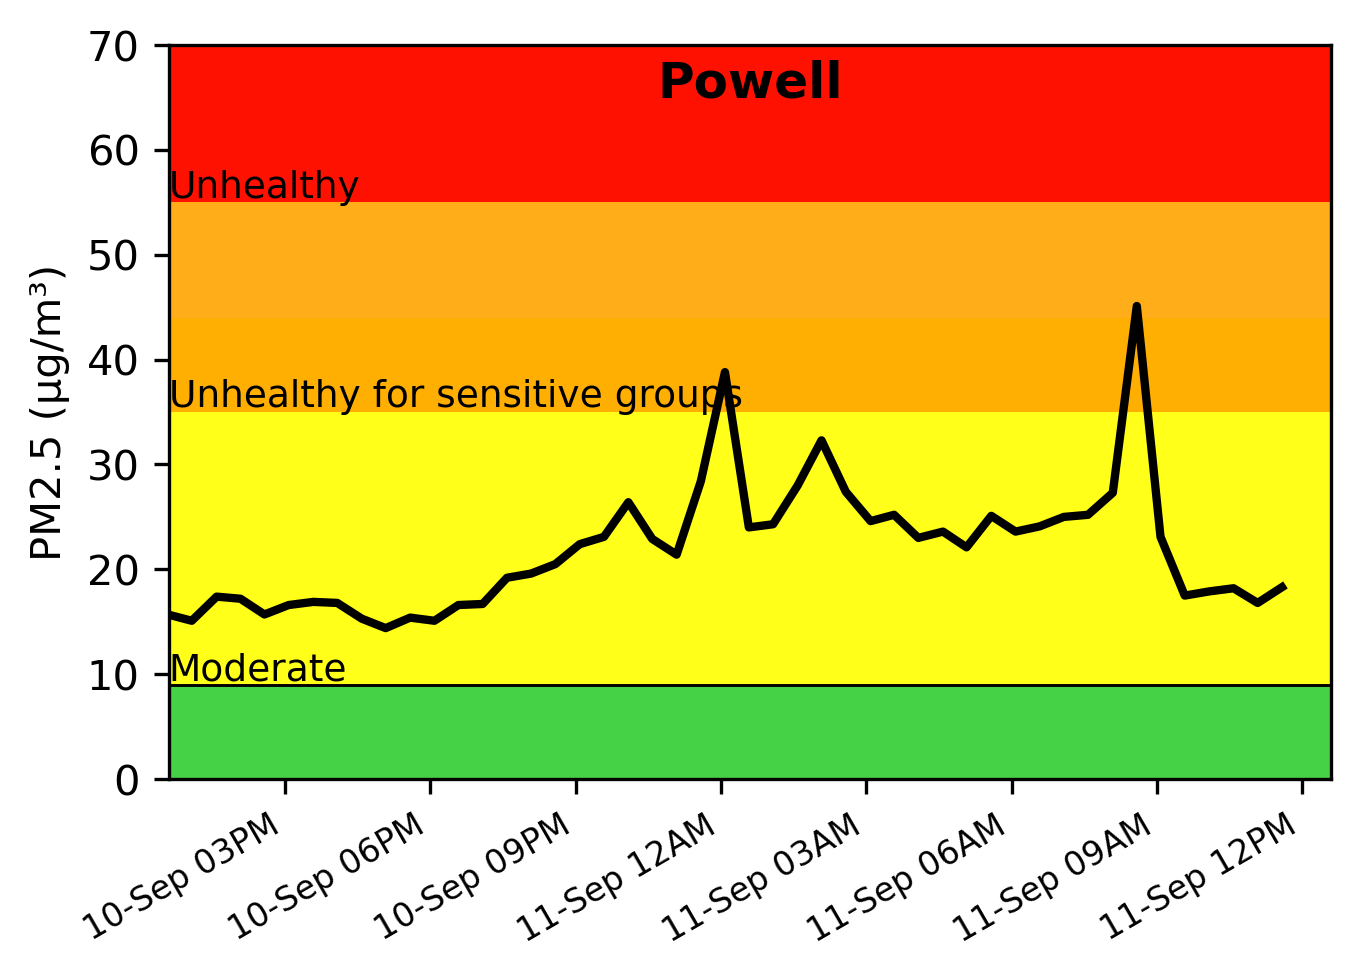 Powell
PM2.5 (µg/m³)
70
60
50
40
30
20
10
0
Unhealthy
Unhealthy for sensitive groups
Moderate
10-Sep 03PM
10-Sep 06PM
10-Sep 09PM
11-Sep 12AM
11-Sep 03AM
11-Sep 06AM
11-Sep 09AM
11-Sep 12PM